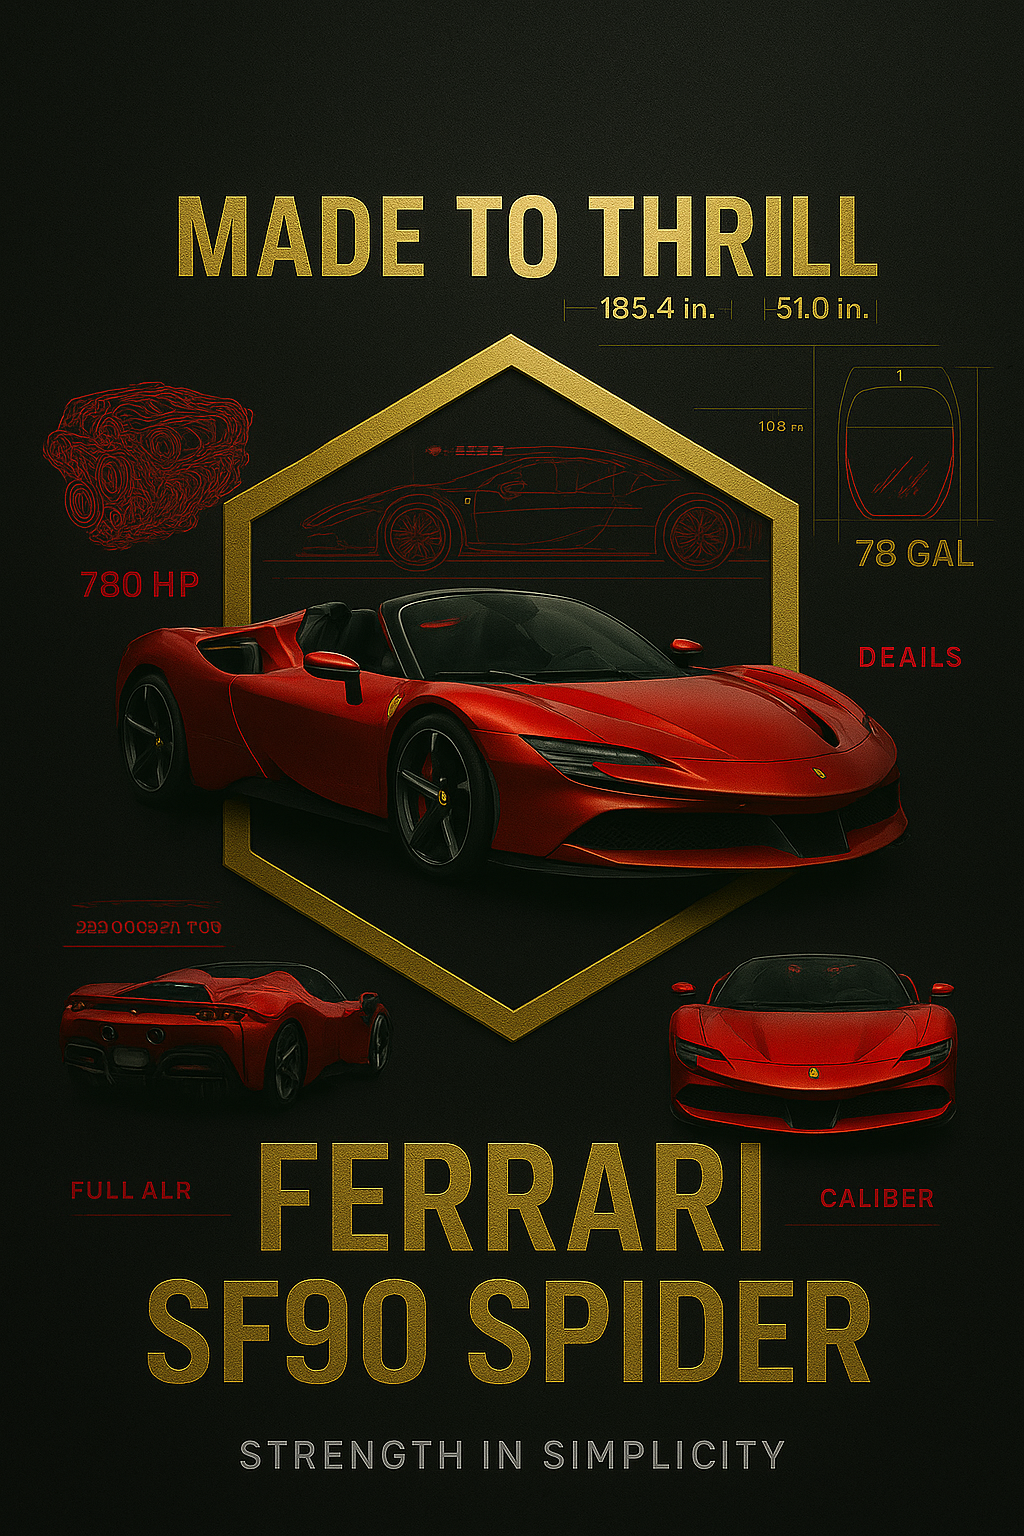 MADE TO THRILL
185.4 in. 51.0 in.
1
108
78 GAL
780 HP
DEAILS
FULL ALR
CALIBER
FERRARI
SF90 SPIDER
STRENGTH IN SIMPLICITY